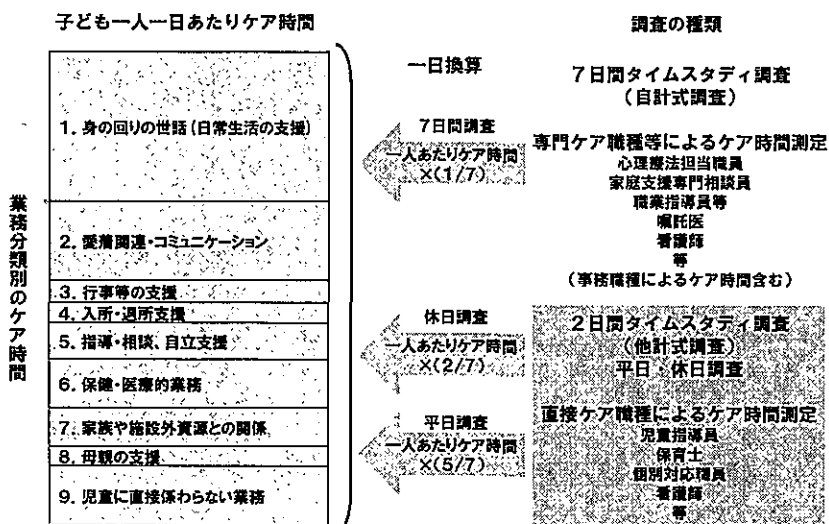 子ども一人一日あたりケア時間
業務分類別のケア時間
1. 身の回りの世話(日常生活の支援)
2. 愛着関連・コミュニケーション
3. 行事等の支援
4. 入所・退所支援
5. 指導・相談、自立支援
6. 保健・医療的業務
7. 家族や施設外資源との関係
8. 母親の支援
9. 児童に直接係わらない業務
一日換算
7日間調査
一人あたりケア時間
×(1/7)
休日調査
一人あたりケア時間
×(2/7)
平日調査
一人あたりケア時間
×(5/7)
調査の種類
7日間タイムスタディ調査
(自計式調査)
専門ケア職種等によるケア時間測定
心理療法担当職員
家庭支援専門相談員
職業指導員等
嘱託医
看護師
等
(事務職種によるケア時間含む)
2日間タイムスタディ調査
(他計式調査)
平日・休日調査
直接ケア職種によるケア時間測定
児童指導員
保育士
個別対応職員
看護師
等